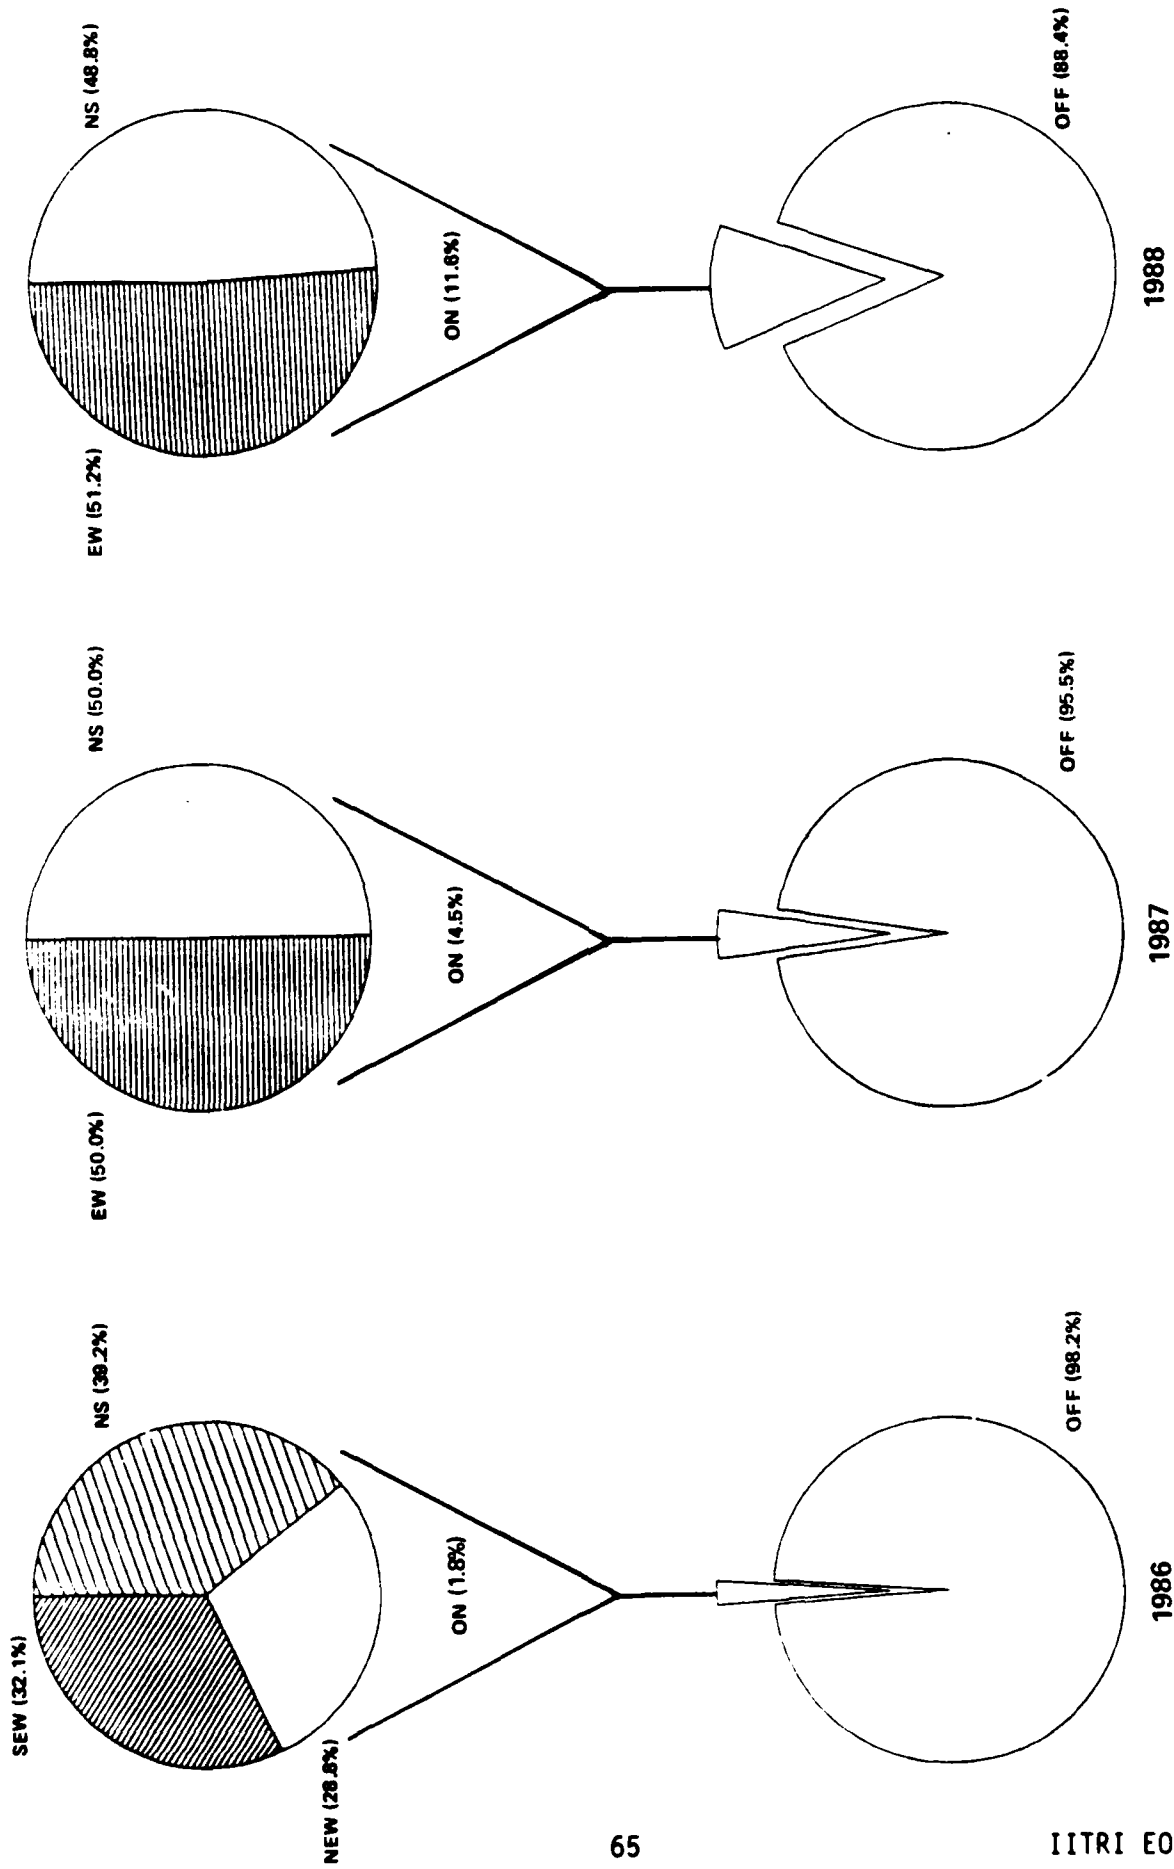 SEW (32.1%)
NS (39.2%)
NEW (28.8%)
ON (1.8%)
OFF (98.2%)
1986
EW (50.0%)
NS (50.0%)
ON (4.5%)
OFF (95.5%)
1987
EW (51.2%)
NS (48.8%)
ON (11.6%)
OFF (88.4%)
1988
65
IITRI E0